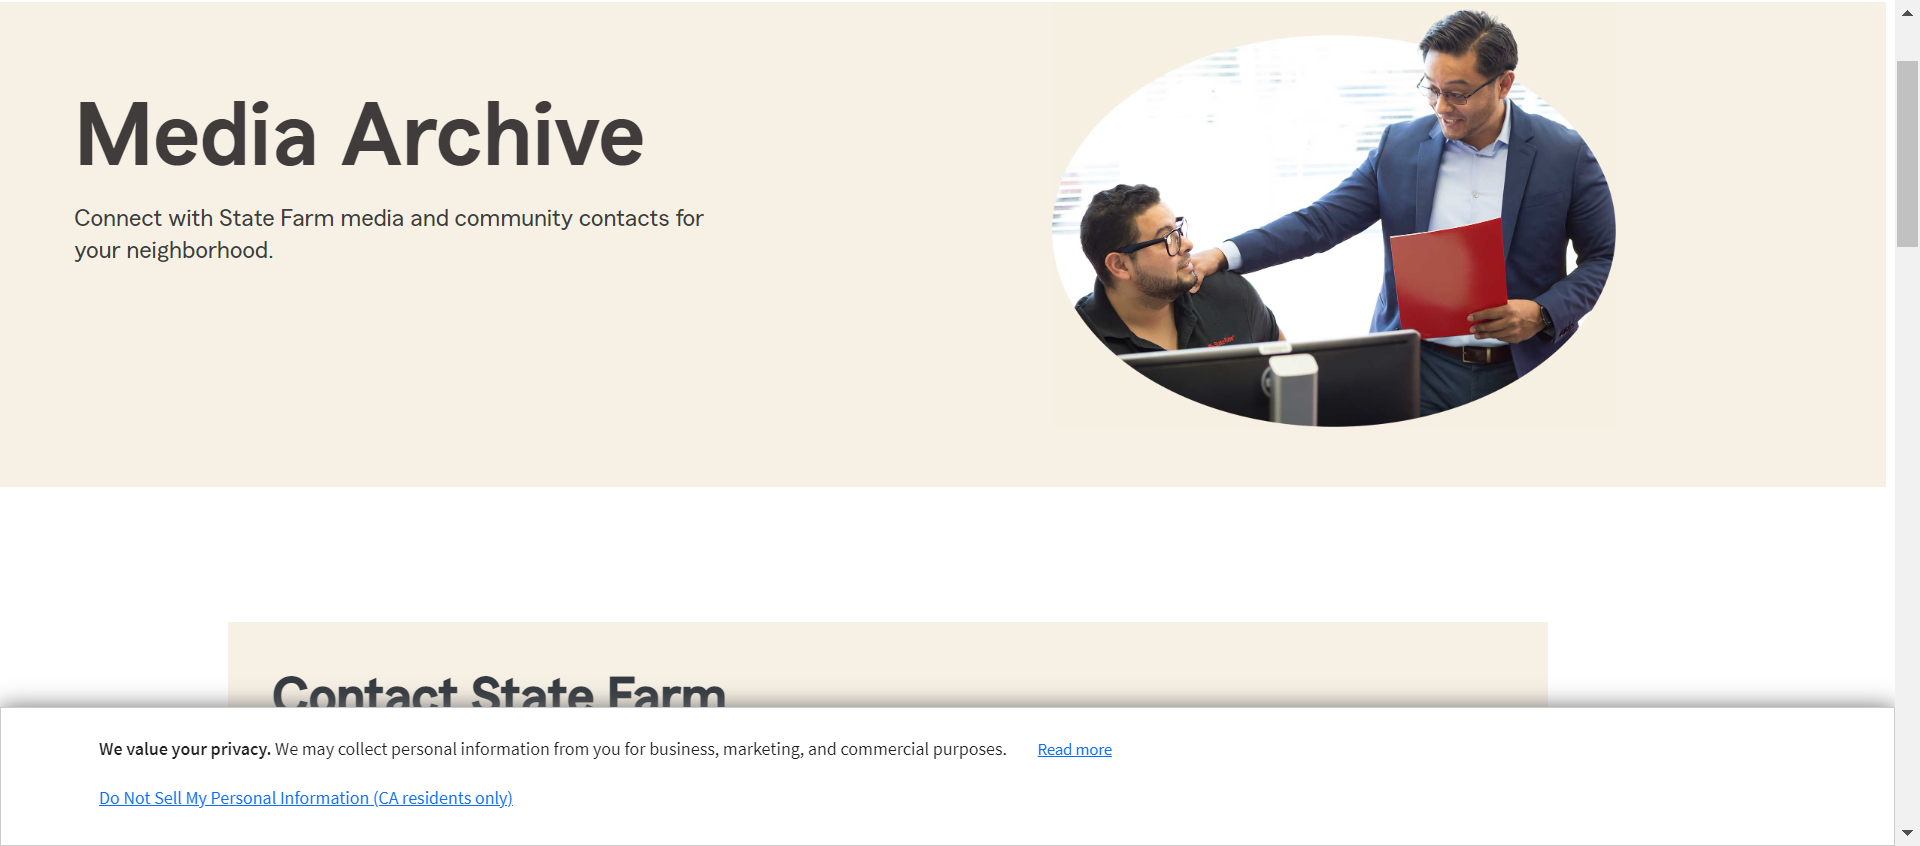 Media Archive
Connect with State Farm media and community contacts for
your neighborhood.
Contact State Farm
We value your privacy. We may collect personal information from you for business, marketing, and commercial purposes. Read more
Do Not Sell My Personal Information (CA residents only)